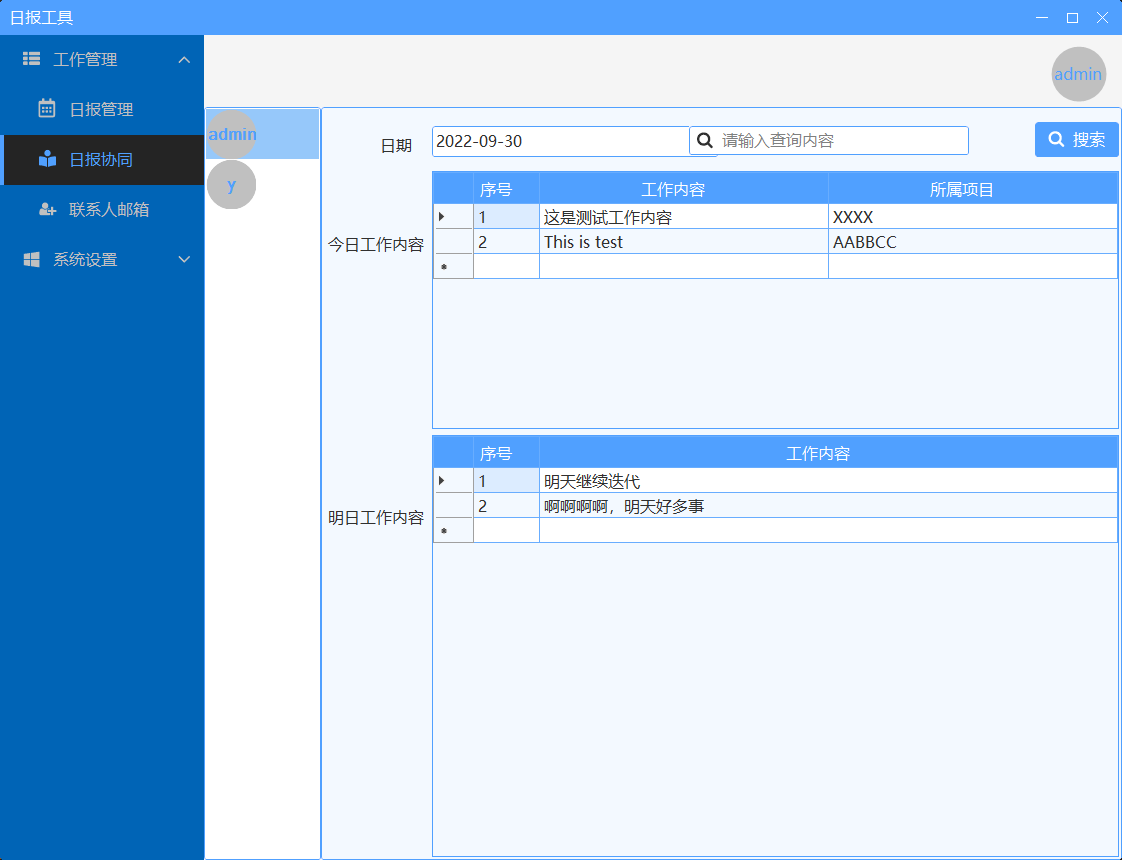 日报工具
工作管理
日报管理
日报协同
联系人邮箱
系统设置
admin
admin
y
日期 2022-09-30 请输入查询内容 搜索
今日工作内容
序号 工作内容 所属项目
1 这是测试工作内容 XXXX
2 This is test AABBCC
*
明日工作内容
序号 工作内容
1 明天继续迭代
2 啊啊啊啊，明天好多事
*